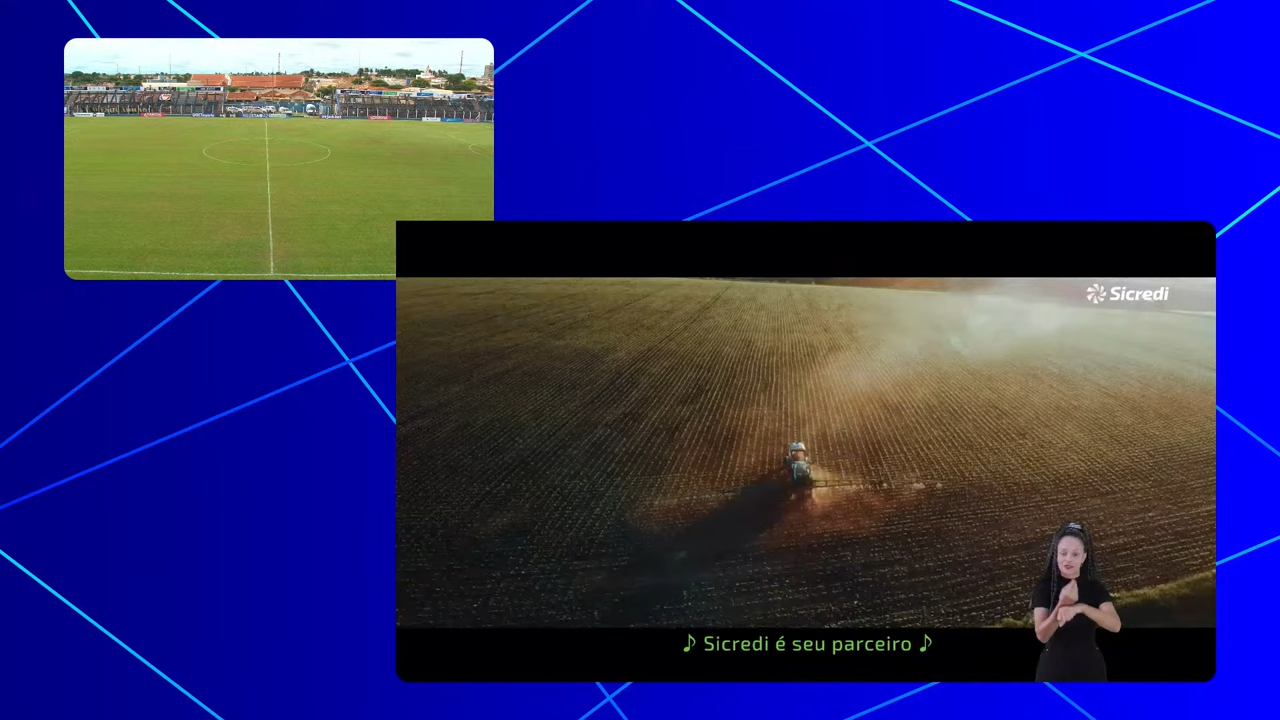 Sicredi
♪ Sicredi é seu parceiro ♪